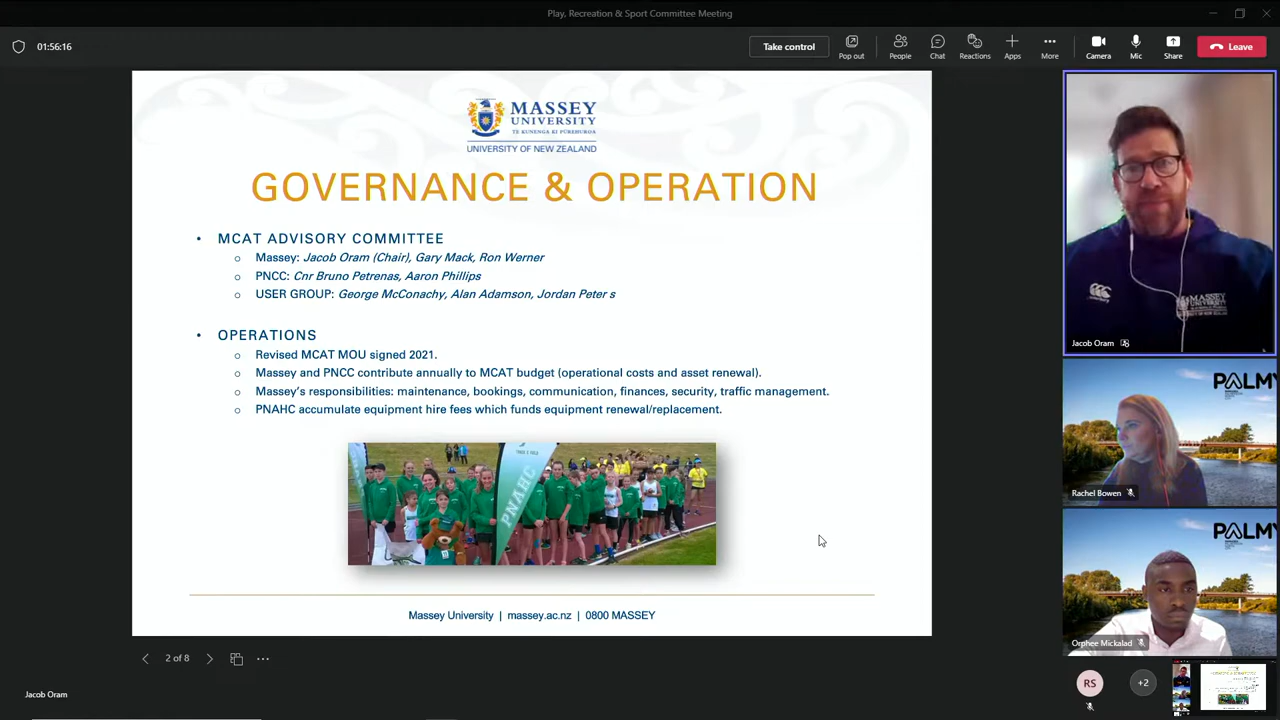 Play, Recreation & Sport Committee Meeting
01:56:16
Take control
Pop out
People
Chat
Reactions
Apps
More
Camera
Mic
Share
Leave
MASSEY
UNIVERSITY
TE KUNENGA KI PŪREHUROA
UNIVERSITY OF NEW ZEALAND
GOVERNANCE & OPERATION
• MCAT ADVISORY COMMITTEE
o Massey: Jacob Oram (Chair), Gary Mack, Ron Werner
o PNCC: Cnr Bruno Petrenas, Aaron Phillips
o USER GROUP: George McConachy, Alan Adamson, Jordan Peter s
• OPERATIONS
o Revised MCAT MOU signed 2021.
o Massey and PNCC contribute annually to MCAT budget (operational costs and asset renewal).
o Massey's responsibilities: maintenance, bookings, communication, finances, security, traffic management.
o PNAHC accumulate equipment hire fees which funds equipment renewal/replacement.
PNAHC
Massey University | massey.ac.nz | 0800 MASSEY
2 of 8
Jacob Oram
MASSEY
UNIVERSITY
Jacob Oram
PALMY
Rachel Bowen
PALMY
Orphee Mickalad
RS
+2